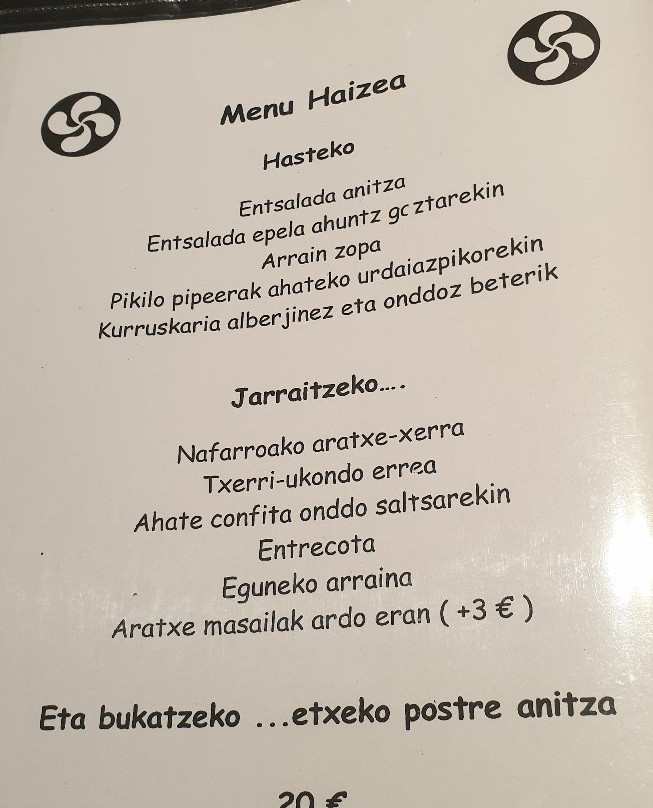 Menu Haizea
Hasteko
Entsalada anitza
Entsalada epela ahuntz gcztarekin
Arrain zopa
Pikilo pipeerak ahateko urdaiazpikorekin
Kurruskaria alberjinez eta onddoz beterik
Jarraitzeko....
Nafarroako aratxe-xerra
Txerri-ukondo errea
Ahate confita onddo saltsarekin
Entrecota
Eguneko arraina
Aratxe masailak ardo eran ( +3 € )
Eta bukatzeko ...etxeko postre anitza
20 €